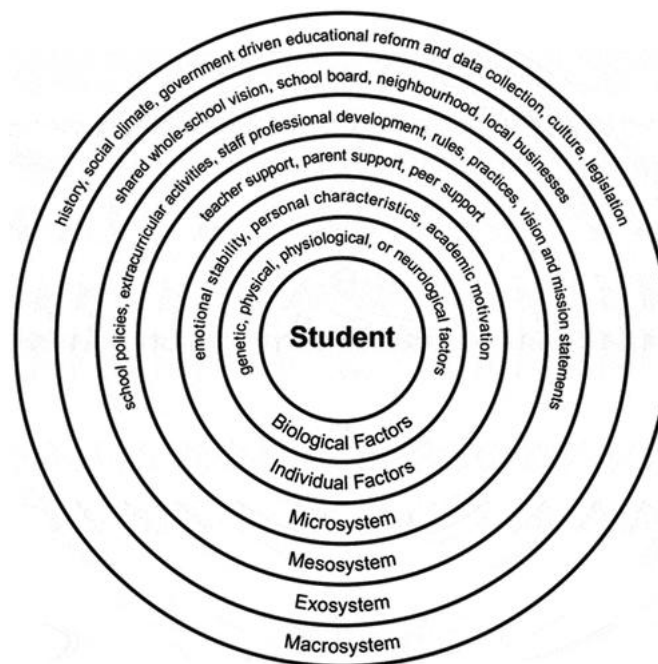 history, social climate, government driven educational reform and data collection, culture, legislation
shared whole-school vision, school board, neighbourhood, local businesses
school policies, extracurricular activities, staff professional development, rules, practices, vision and mission statements
teacher support, parent support, peer support
emotional stability, personal characteristics, academic motivation
genetic, physical, physiological, or neurological factors
Student
Biological Factors
Individual Factors
Microsystem
Mesosystem
Exosystem
Macrosystem